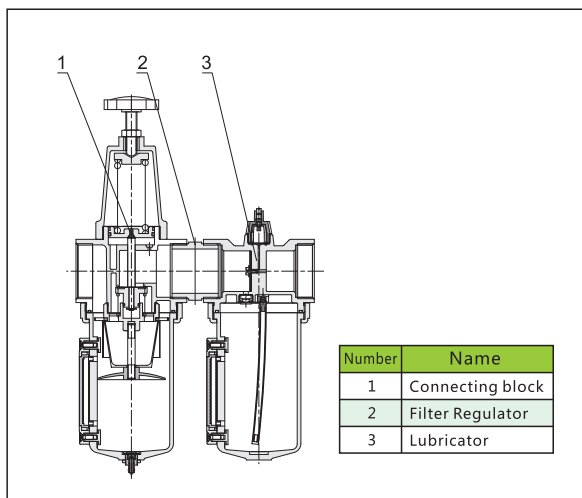 1 2 3
Number Name
1 Connecting block
2 Filter Regulator
3 Lubricator